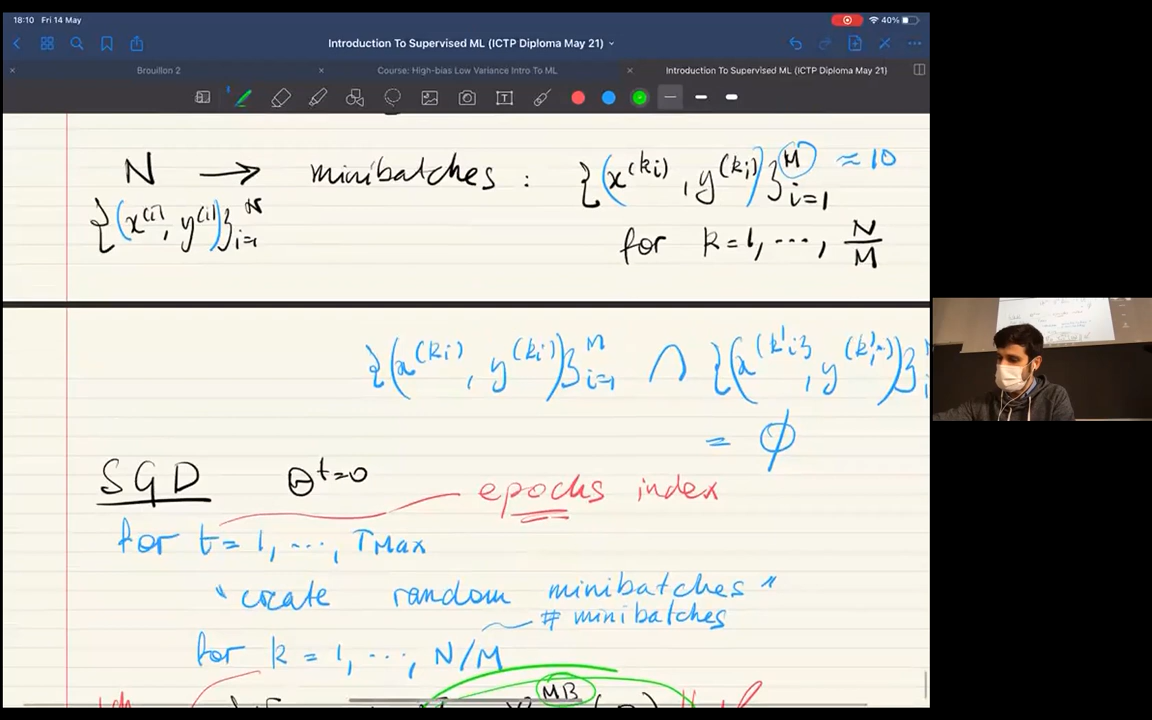 18:10 Fri 14 May
40%
Introduction To Supervised ML (ICTP Diploma May 21)
Brouillon 2
Course: High-bias Low Variance Intro To ML
Introduction To Supervised ML (ICTP Diploma May 21)
N → minibatches : {(x^(ki), y^(ki))}_{i=1}^M ≈ 10
{(x^(i), y^(i))}_{i=1}^N
for k=1, ..., N/M
{(x^(ki), y^(ki))}_{i=1}^M ∩ {(x^(k'i), y^(k'i))}
= ∅
SGD θ^{t=0}
epochs index
for t= 1, ..., TMax
"create random minibatches"
# minibatches
for k = 1, ..., N/M
MB